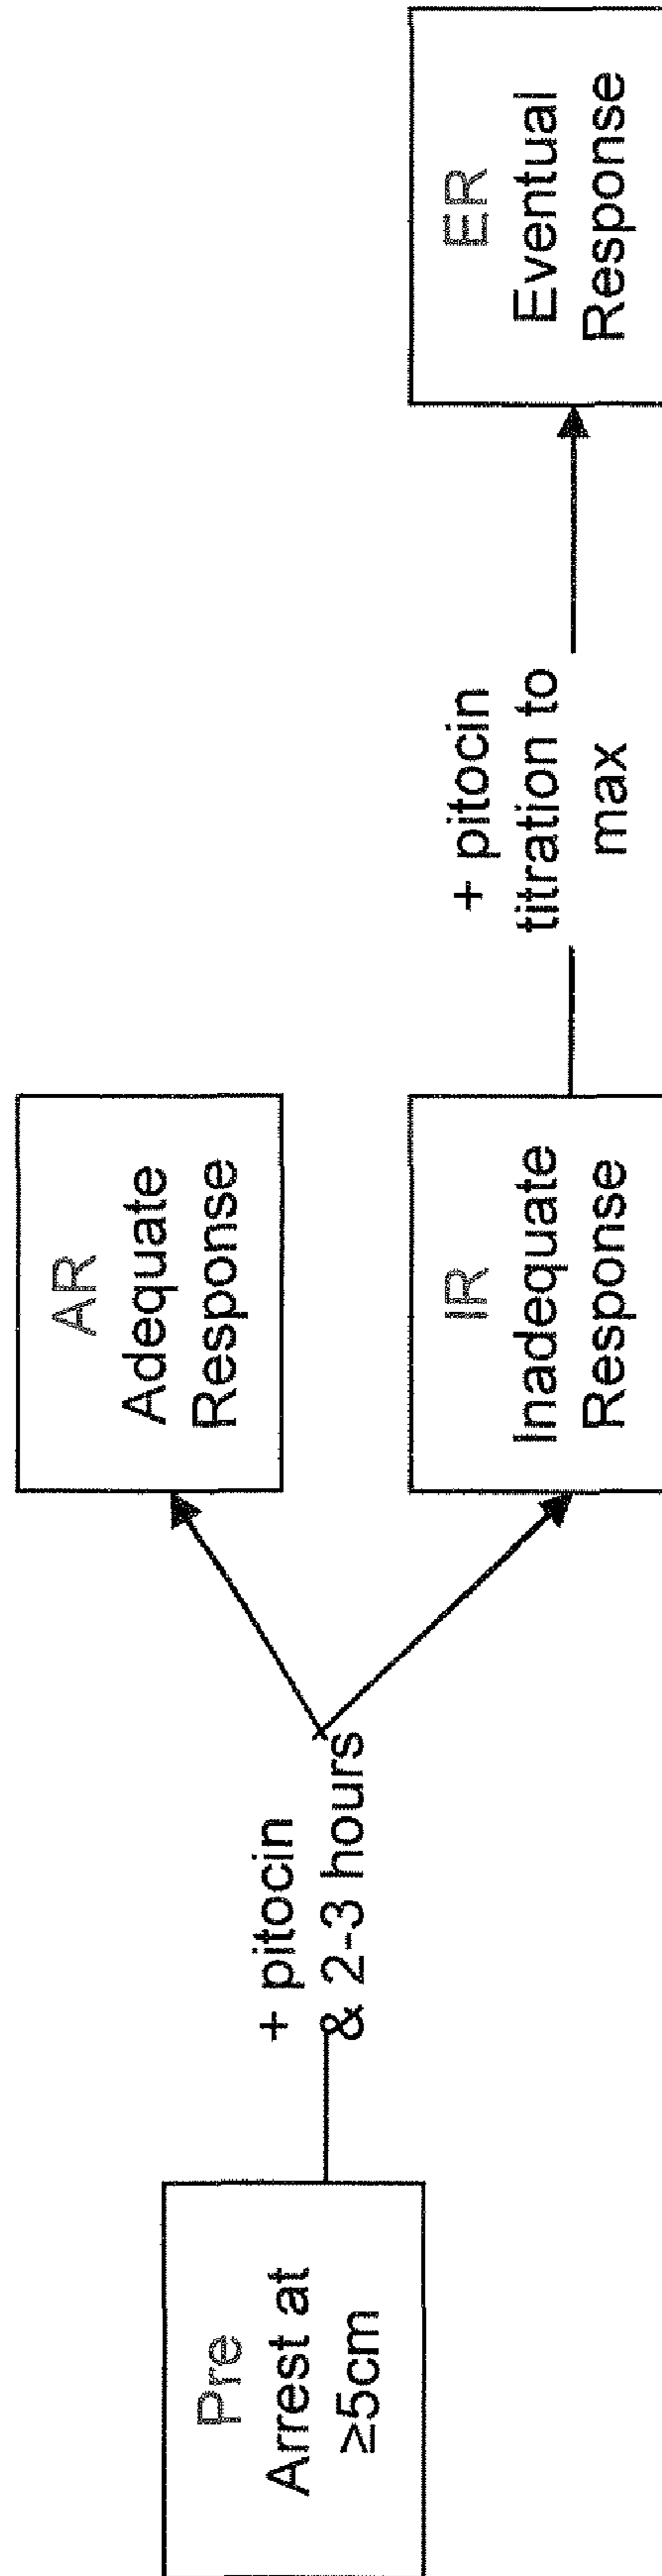 Pre
Arrest at
≥5cm
+ pitocin
& 2-3 hours
AR
Adequate
Response
IR
Inadequate
Response
+ pitocin
titration to
max
ER
Eventual
Response